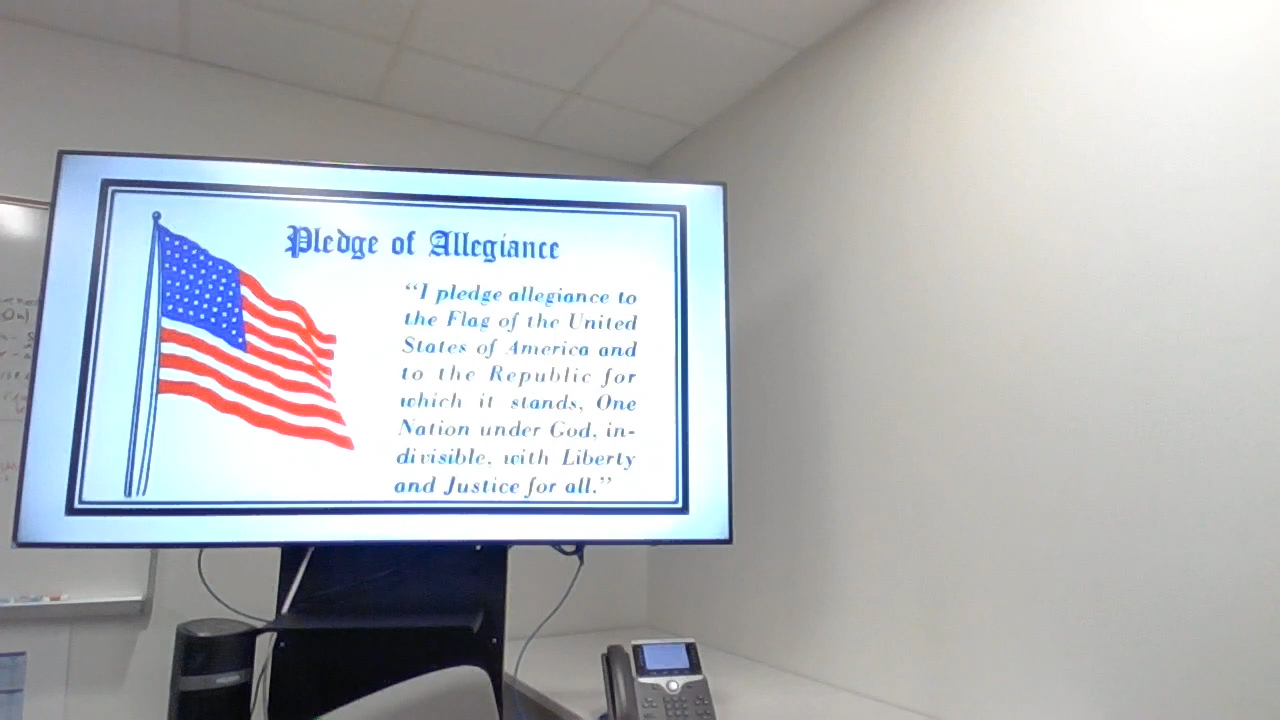 Pledge of Allegiance
“I pledge allegiance to
the Flag of the United
States of America and
to the Republic for
which it stands, One
Nation under God, in-
divisible, with Liberty
and Justice for all.”